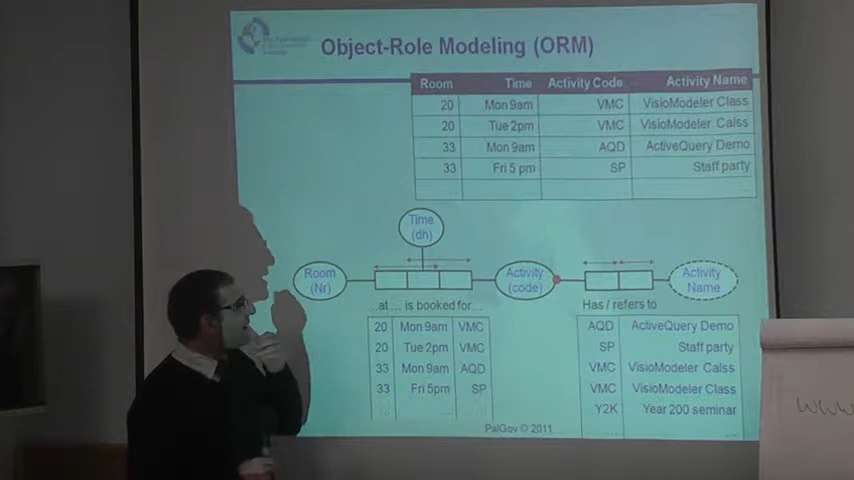 Object-Role Modeling (ORM)
Room Time Activity Code Activity Name
20 Mon 9am VMC VisioModeler Class
20 Tue 2pm VMC VisioModeler Calss
33 Mon 9am AQD ActiveQuery Demo
33 Fri 5 pm SP Staff party
Time
(dh)
Room
(Nr)
Activity
(code)
Activity
Name
..at ... is booked for...
Has / refers to
20 Mon 9am VMC
20 Tue 2pm VMC
33 Mon 9am AQD
33 Fri 5pm SP
AQD ActiveQuery Demo
SP Staff party
VMC VisioModeler Calss
VMC VisioModeler Class
Y2K Year 200 seminar
PalGov © 2011
www